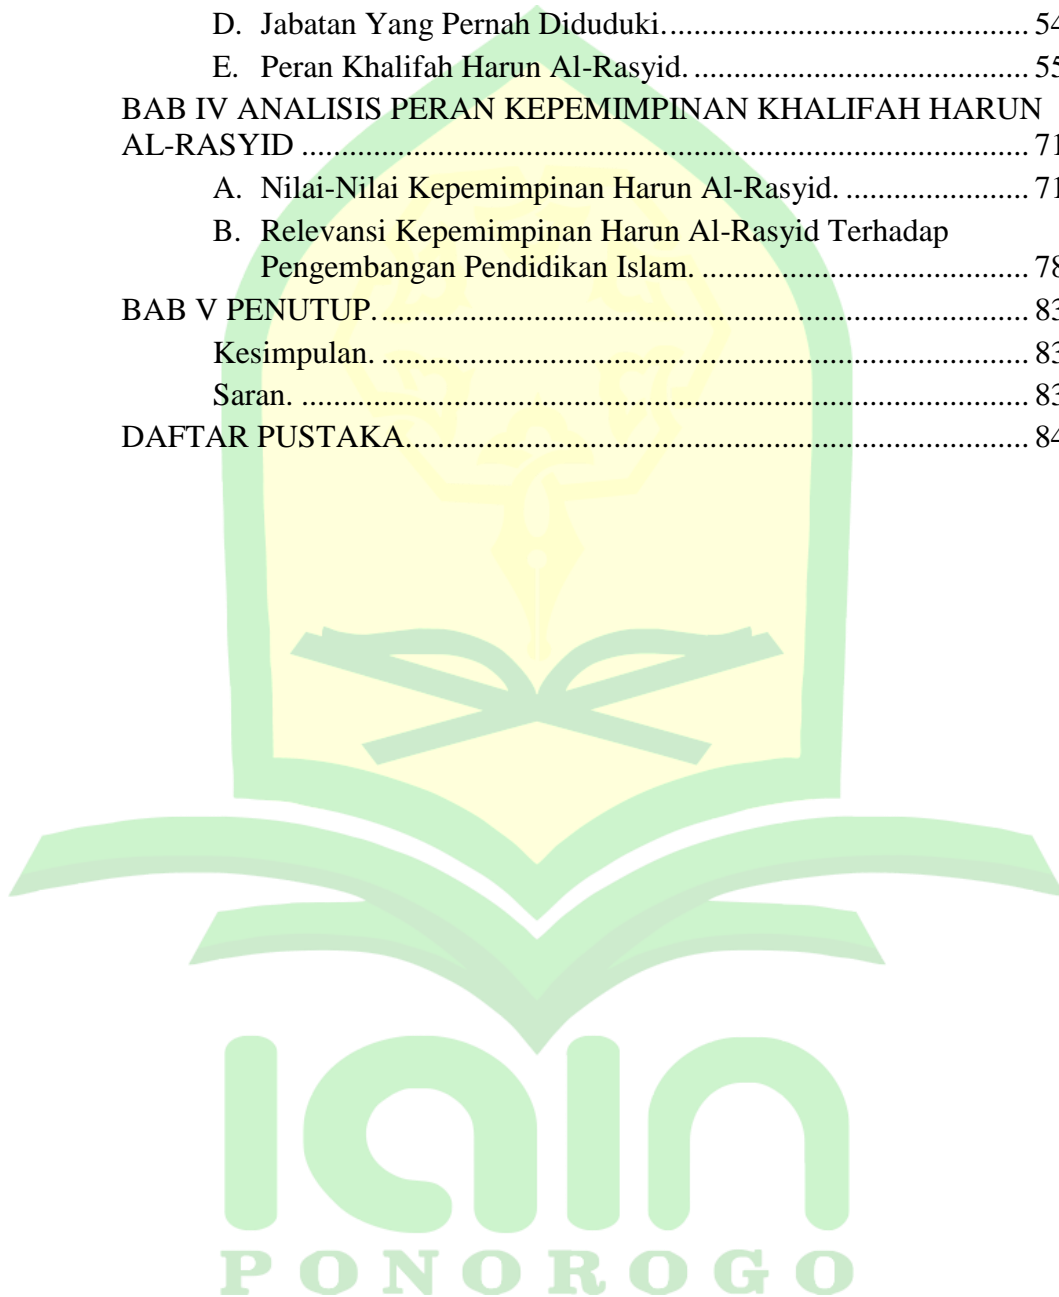 D. Jabatan Yang Pernah Diduduki. .............................................. 54
E. Peran Khalifah Harun Al-Rasyid. ........................................... 55
BAB IV ANALISIS PERAN KEPEMIMPINAN KHALIFAH HARUN
AL-RASYID ............................................................................................. 71
A. Nilai-Nilai Kepemimpinan Harun Al-Rasyid. ....................... 71
B. Relevansi Kepemimpinan Harun Al-Rasyid Terhadap
Pengembangan Pendidikan Islam. .......................................... 78
BAB V PENUTUP. ................................................................................... 83
Kesimpulan. ................................................................................... 83
Saran. ............................................................................................. 83
DAFTAR PUSTAKA................................................................................ 84
IAIN
PONOROGO